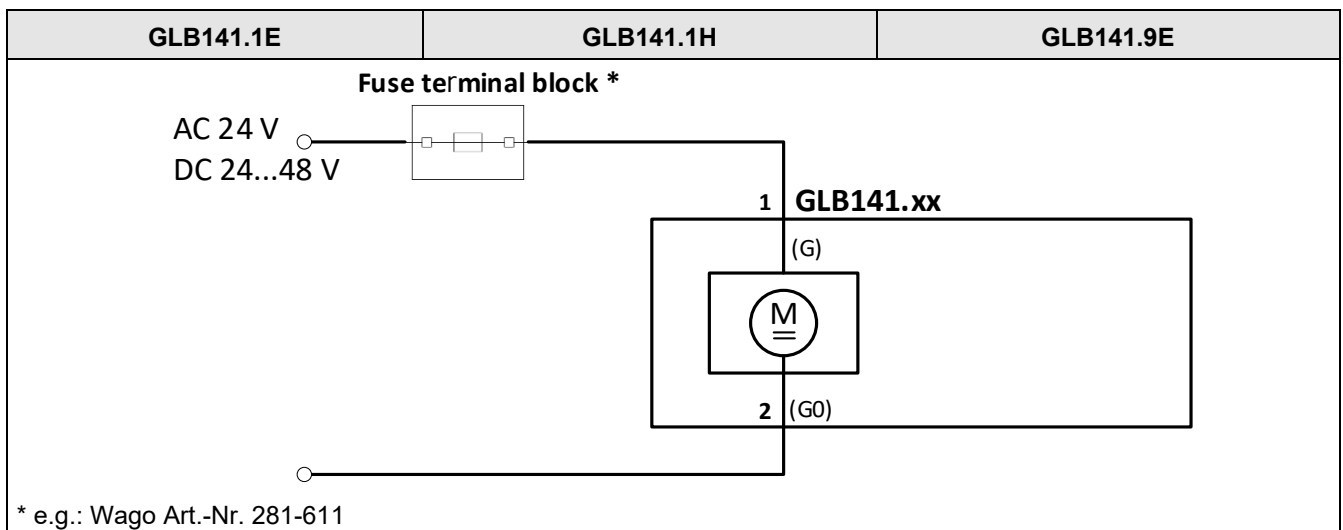 GLB141.1E GLB141.1H GLB141.9E
Fuse terminal block *
AC 24 V
DC 24...48 V
1 GLB141.xx
(G)
M
2 (G0)
* e.g.: Wago Art.-Nr. 281-611